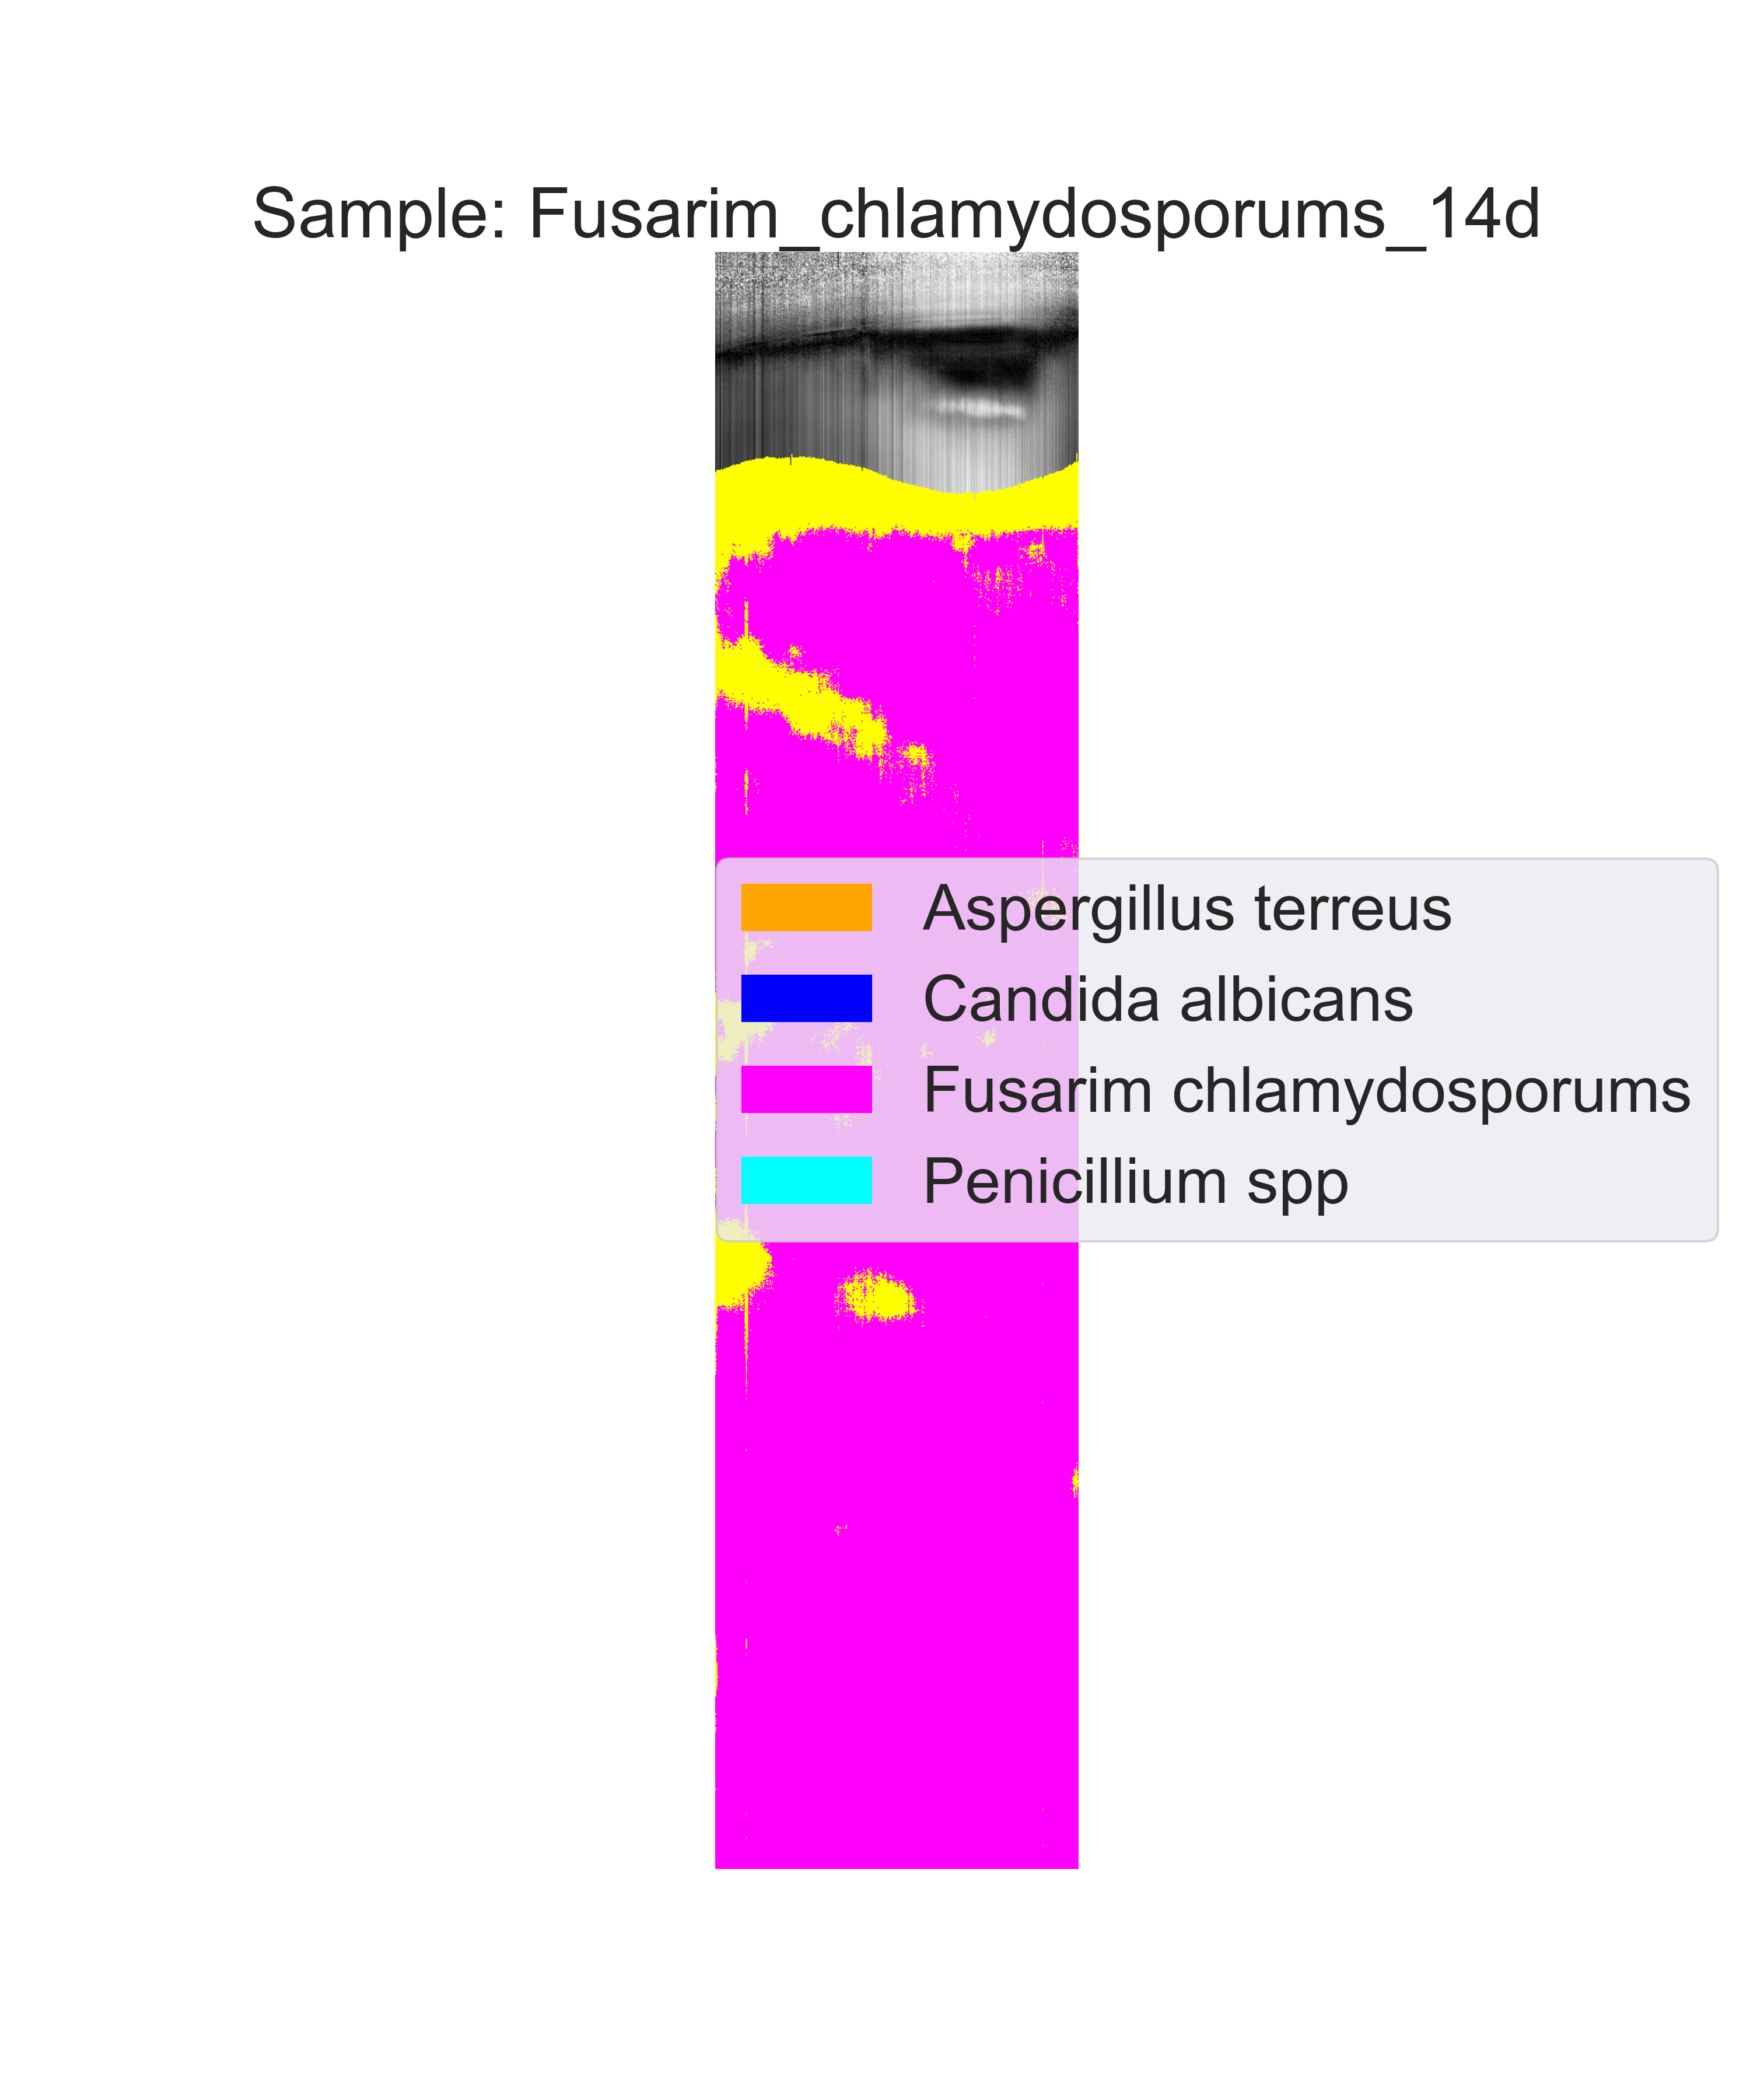 Sample: Fusarim_chlamydosporums_14d
Aspergillus terreus
Candida albicans
Fusarim chlamydosporums
Penicillium spp